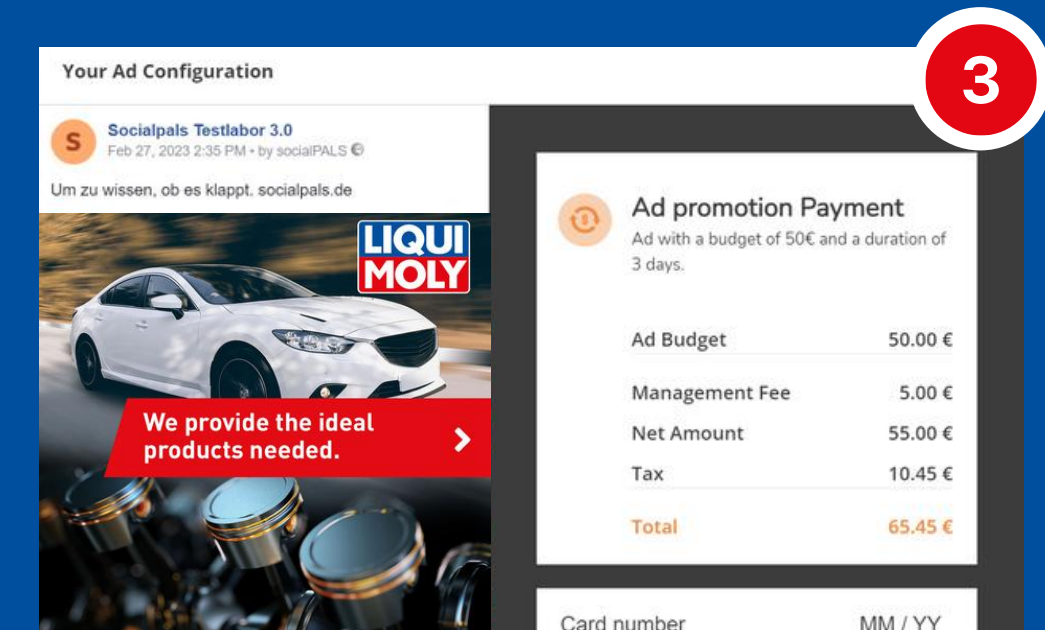 3
Your Ad Configuration
S
Socialpals Testlabor 3.0
Feb 27, 2023 2:35 PM • by socialPALS
Um zu wissen, ob es klappt. socialpals.de
LIQUI
MOLY
We provide the ideal
products needed.
Ad promotion Payment
Ad with a budget of 50€ and a duration of
3 days.
Ad Budget 50.00 €
Management Fee 5.00 €
Net Amount 55.00 €
Tax 10.45 €
Total 65.45 €
Card number MM / YY